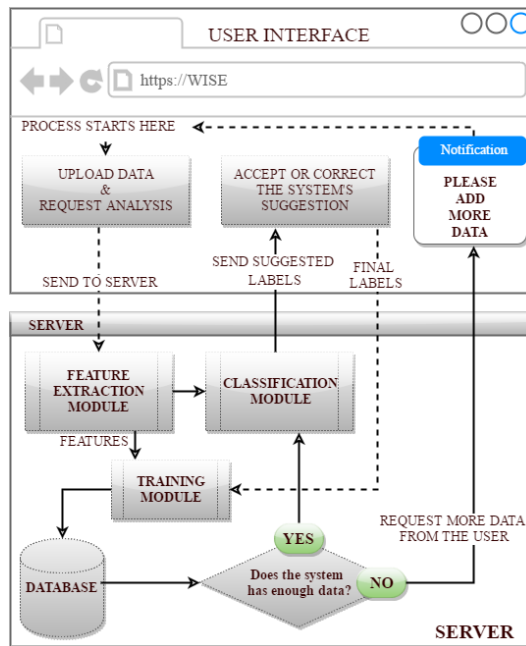 USER INTERFACE
https://WISE
PROCESS STARTS HERE
Notification
UPLOAD DATA
&
REQUEST ANALYSIS
ACCEPT OR CORRECT
THE SYSTEM'S
SUGGESTION
PLEASE
ADD
MORE
DATA
SEND TO SERVER
SEND SUGGESTED
LABELS
FINAL
LABELS
SERVER
FEATURE
EXTRACTION
MODULE
CLASSIFICATION
MODULE
FEATURES
TRAINING
MODULE
REQUEST MORE DATA
FROM THE USER
YES
DATABASE
Does the system
has enough data?
NO
SERVER